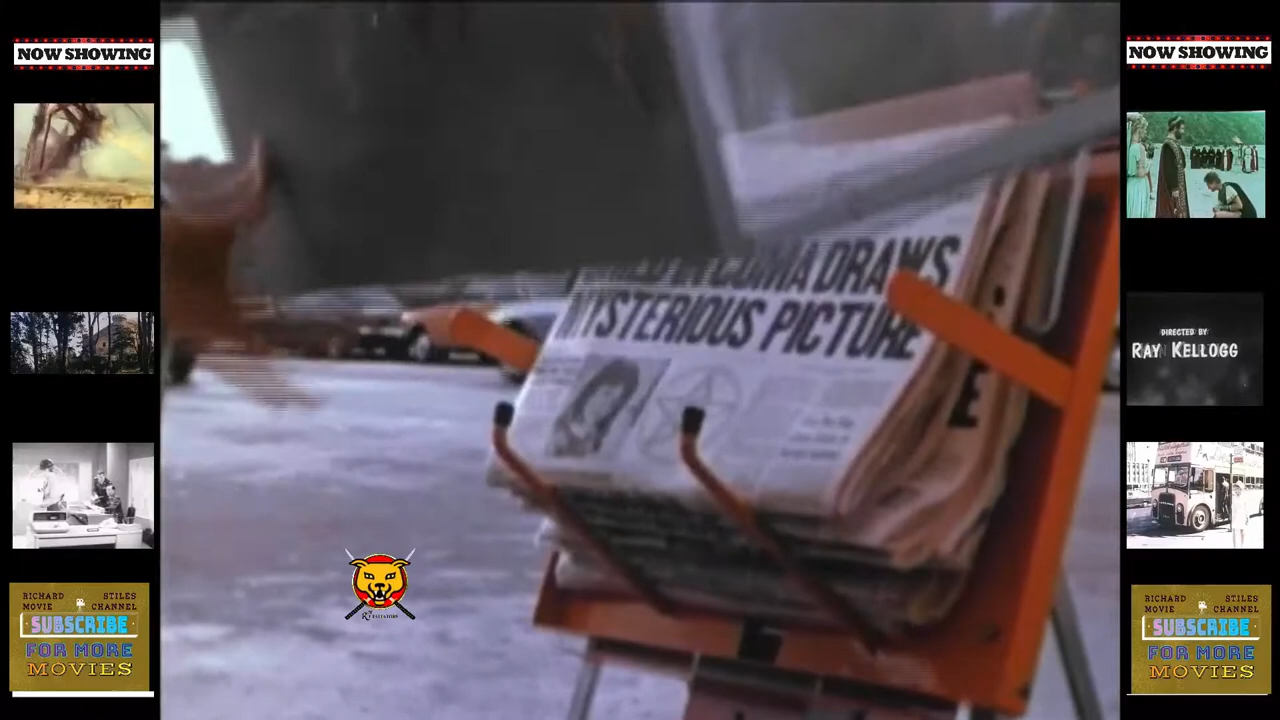 NOW SHOWING
RICHARD STILES
MOVIE CHANNEL
SUBSCRIBE
FOR MORE
MOVIES
COMA DRAWS
MYSTERIOUS PICTURE
NOW SHOWING
DIRECTED BY
RAY KELLOGG
RICHARD STILES
MOVIE CHANNEL
SUBSCRIBE
FOR MORE
MOVIES